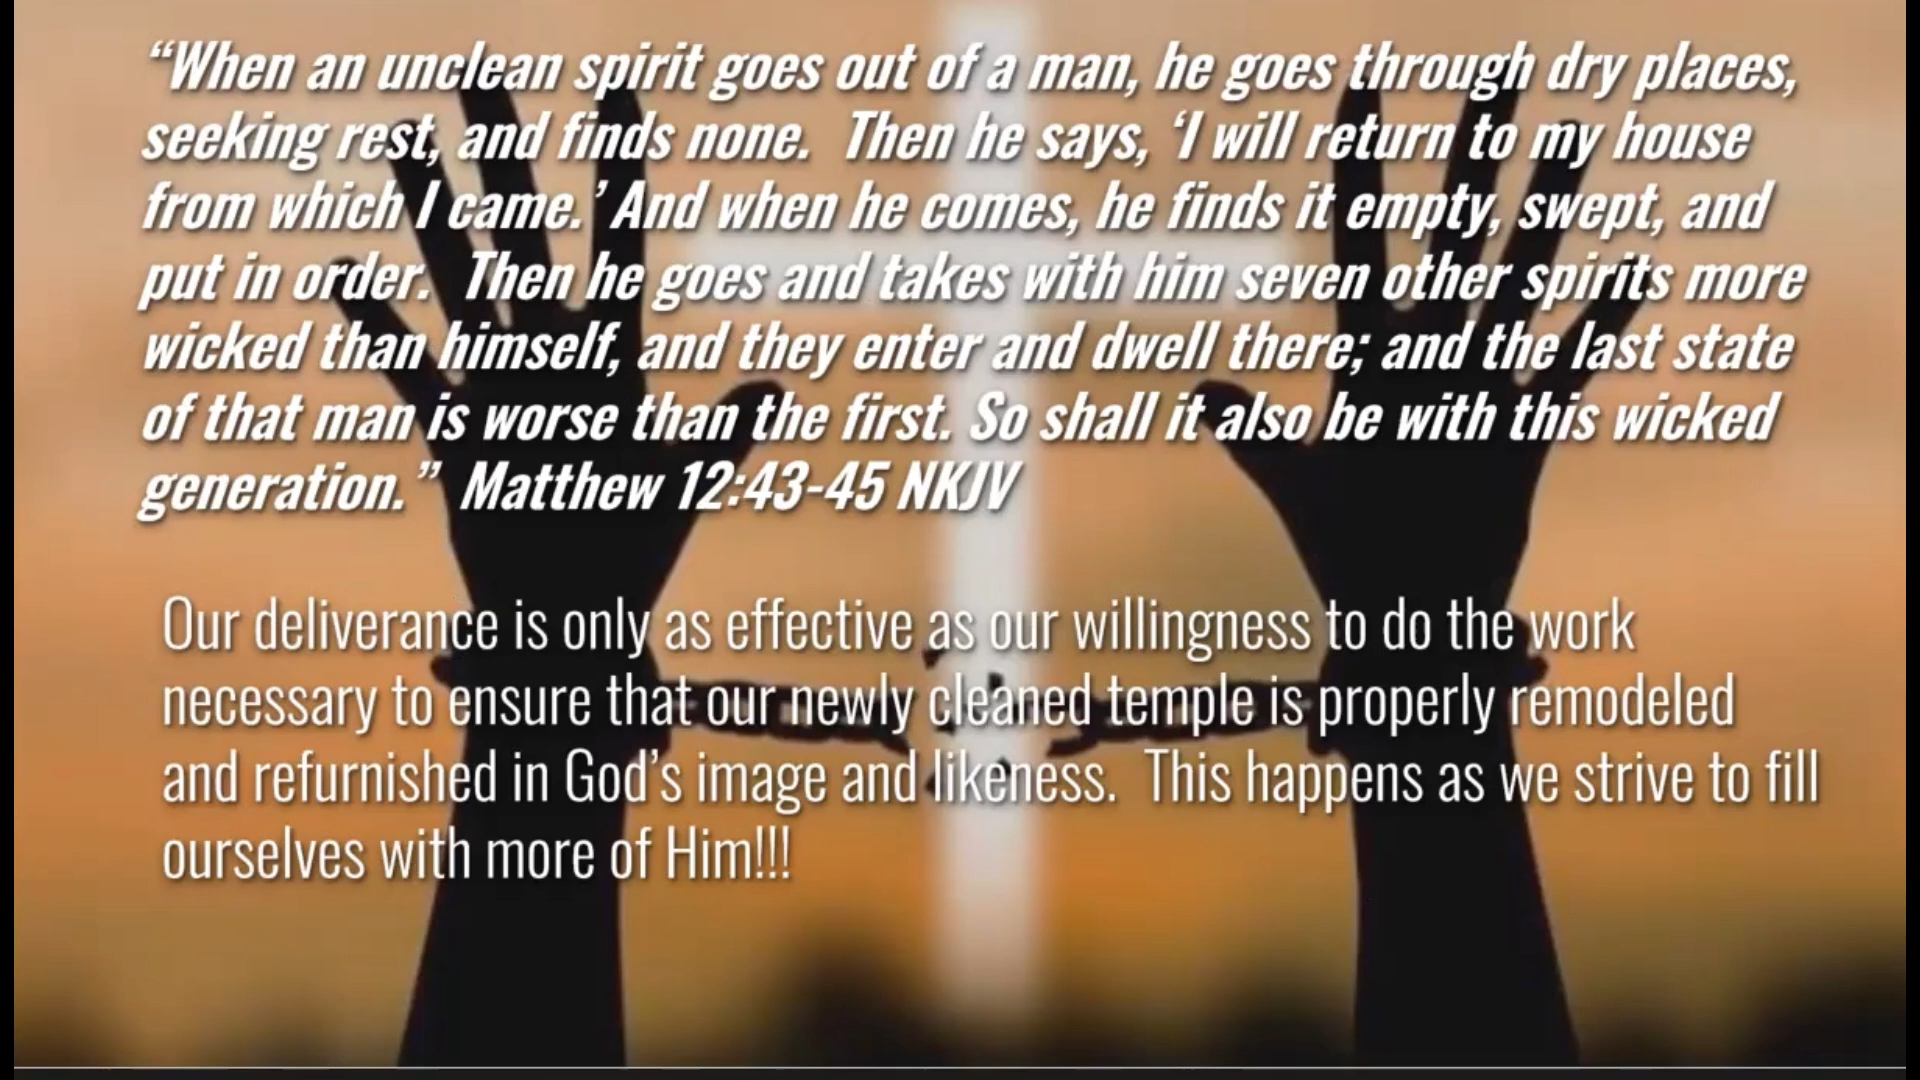 “When an unclean spirit goes out of a man, he goes through dry places,
seeking rest, and finds none.  Then he says, ‘I will return to my house
from which I came.’ And when he comes, he finds it empty, swept, and
put in order.  Then he goes and takes with him seven other spirits more
wicked than himself, and they enter and dwell there; and the last state
of that man is worse than the first. So shall it also be with this wicked
generation.”  Matthew 12:43-45 NKJV
Our deliverance is only as effective as our willingness to do the work
necessary to ensure that our newly cleaned temple is properly remodeled
and refurnished in God’s image and likeness.  This happens as we strive to fill
ourselves with more of Him!!!